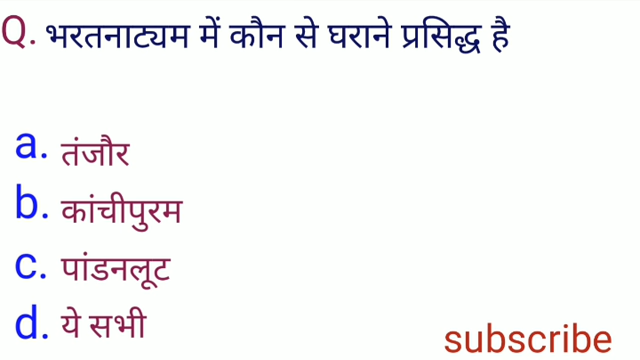 Q. भरतनाट्यम में कौन से घराने प्रसिद्ध है
a. तंजौर
b. कांचीपुरम
c. पांडनलूट
d. ये सभी
subscribe